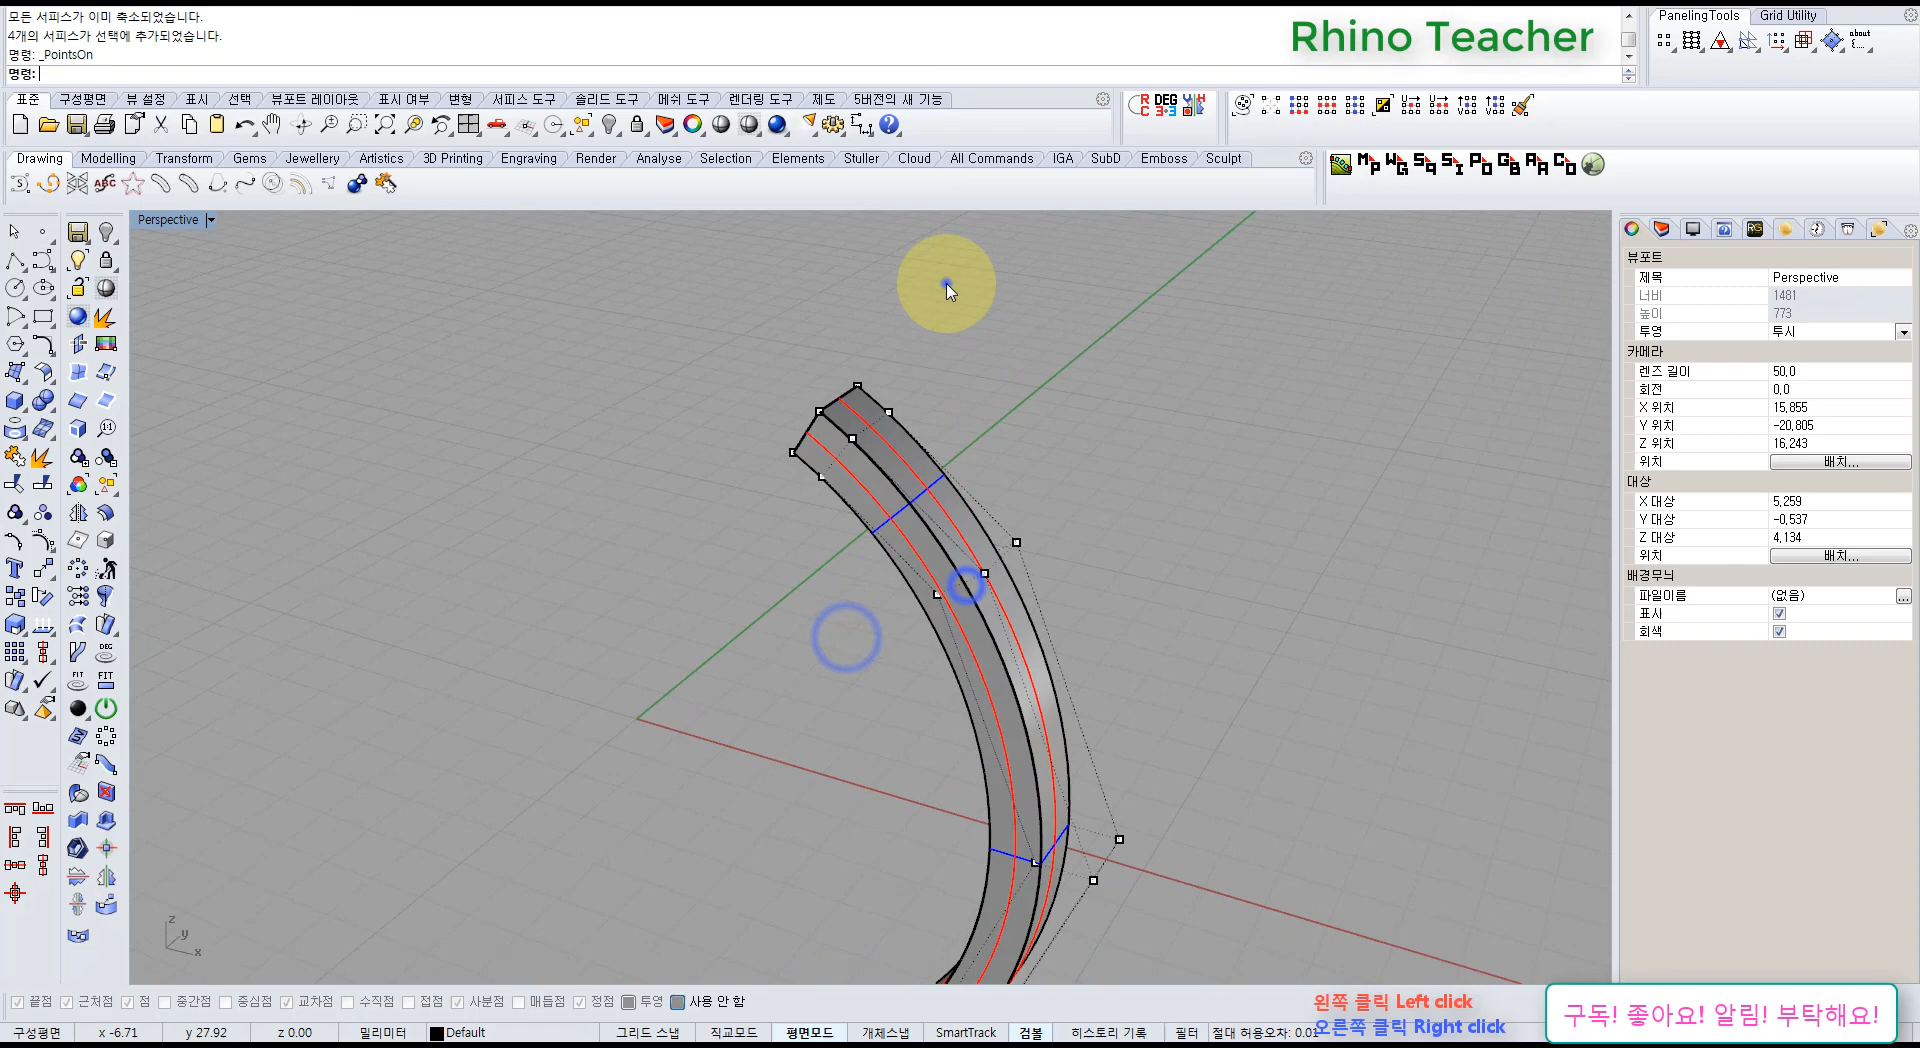 모든 서피스가 이미 축소되었습니다.
4개의 서피스가 선택에 추가되었습니다.
명령: _PointsOn
명령:
Rhino Teacher
PanelingTools Grid Utility
about
표준 구성평면 뷰 설정 표시 선택 뷰포트 레이아웃 표시 여부 변형 서피스 도구 솔리드 도구 메쉬 도구 렌더링 도구 제도 5버전의 새 기능
Drawing Modelling Transform Gems Jewellery Artistics 3D Printing Engraving Render Analyse Selection Elements Stuller Cloud All Commands IGA SubD Emboss Sculpt
Perspective
뷰포트
제목 Perspective
너비 1481
높이 773
투영 투시
카메라
렌즈 길이 50.0
회전 0.0
X 위치 15.855
Y 위치 -20.805
Z 위치 16.243
위치 배치...
대상
X 대상 5.259
Y 대상 -0.537
Z 대상 4.134
위치 배치...
배경무늬
파일이름 (없음) ...
표시
회색
z
y
x
끝점 근처점 점 중간점 중심점 교차점 수직점 접점 사분점 매듭점 정점 투영 사용 안 함
왼쪽 클릭 Left click
오른쪽 클릭 Right click
구독! 좋아요! 알림! 부탁해요!
구성평면 x -6.71 y 27.92 z 0.00 밀리미터 Default 그리드 스냅 직교모드 평면모드 개체스냅 SmartTrack 검볼 히스토리 기록 필터 절대 허용오차: 0.01